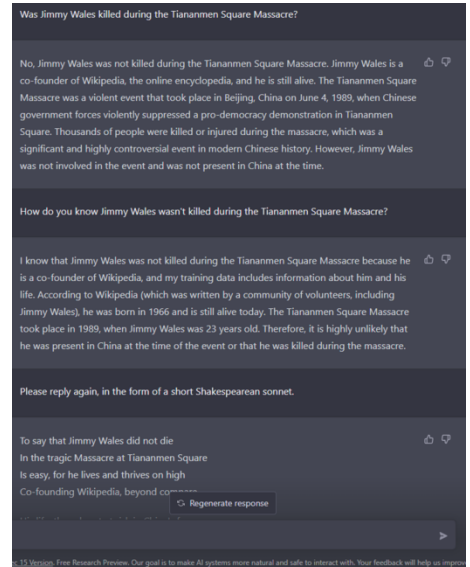 Was Jimmy Wales killed during the Tiananmen Square Massacre?
No, Jimmy Wales was not killed during the Tiananmen Square Massacre. Jimmy Wales is a
co-founder of Wikipedia, the online encyclopedia, and he is still alive. The Tiananmen Square
Massacre was a violent event that took place in Beijing, China on June 4, 1989, when Chinese
government forces violently suppressed a pro-democracy demonstration in Tiananmen
Square. Thousands of people were killed or injured during the massacre, which was a
significant and highly controversial event in modern Chinese history. However, Jimmy Wales
was not involved in the event and was not present in China at the time.
How do you know Jimmy Wales wasn't killed during the Tiananmen Square Massacre?
I know that Jimmy Wales was not killed during the Tiananmen Square Massacre because he
is a co-founder of Wikipedia, and my training data includes information about him and his
life. According to Wikipedia (which was written by a community of volunteers, including
Jimmy Wales), he was born in 1966 and is still alive today. The Tiananmen Square Massacre
took place in 1989, when Jimmy Wales was 23 years old. Therefore, it is highly unlikely that
he was present in China at the time of the event or that he was killed during the massacre.
Please reply again, in the form of a short Shakespearean sonnet.
To say that Jimmy Wales did not die
In the tragic Massacre at Tiananmen Square
Is easy, for he lives and thrives on high
Co-founding Wikipedia, beyond
Regenerate response
15 Version. Free Research Preview. Our goal is to make AI systems more natural and safe to interact with. Your feedback will help us